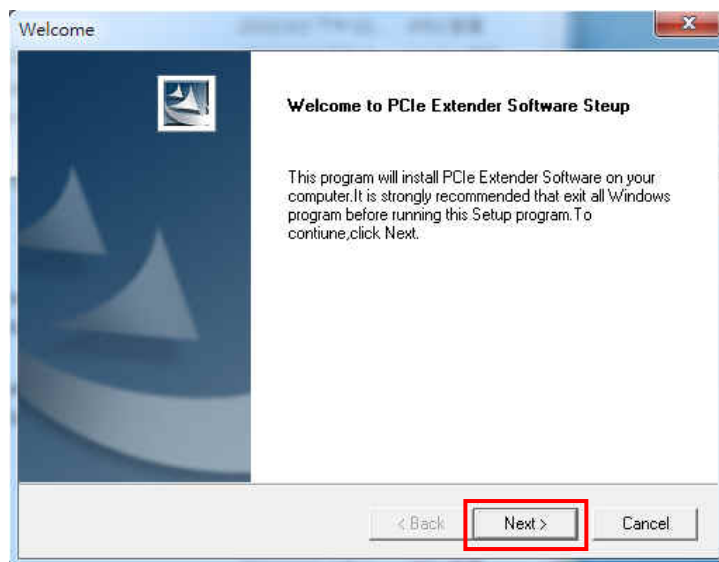 Welcome
Welcome to PCIe Extender Software Steup
This program will install PCIe Extender Software on your
computer.It is strongly recommended that exit all Windows
program before running this Setup program.To
contiune,click Next.
< Back
Next >
Cancel